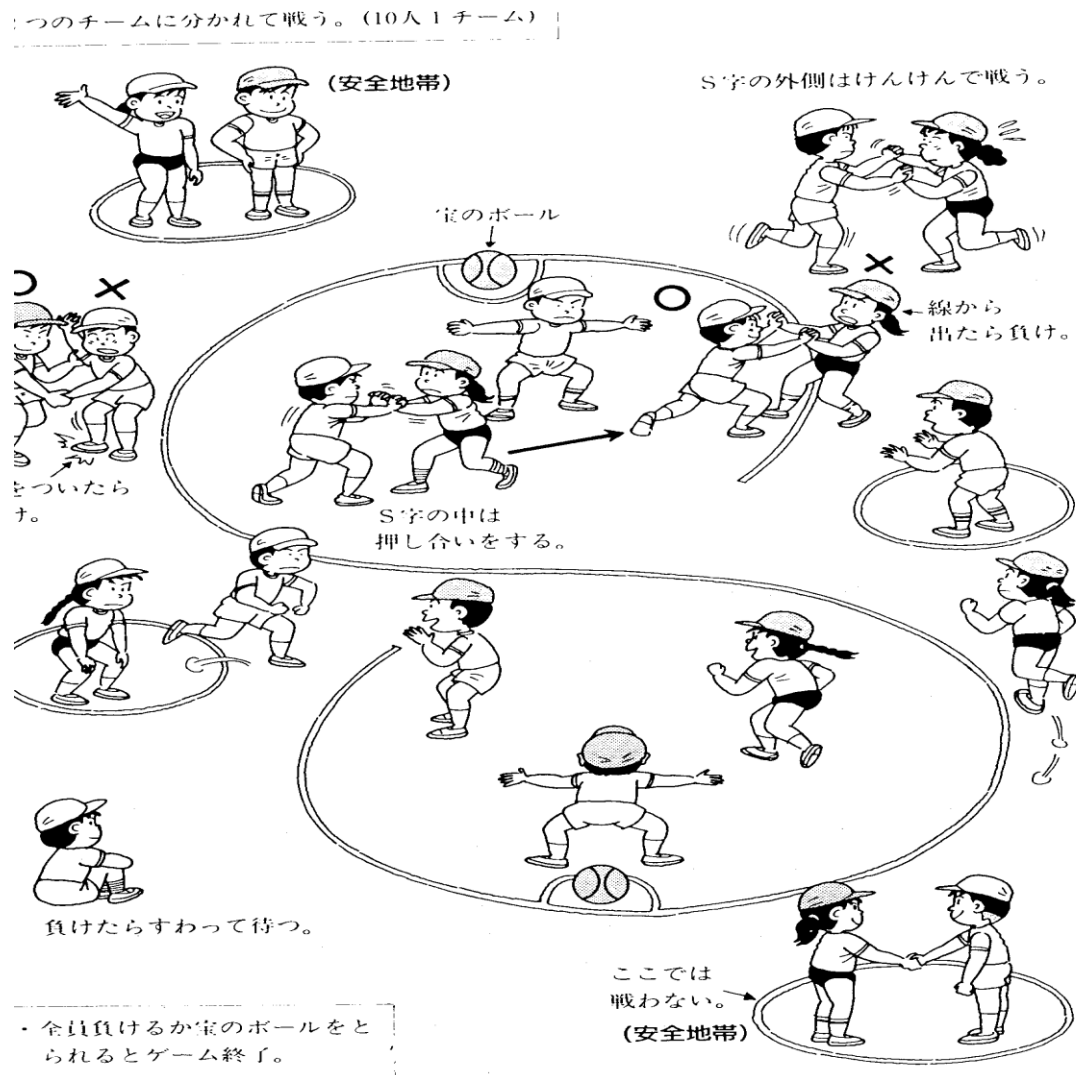 つのチームに分かれて戦う。(10人1チーム)
(安全地帯)
S字の外側はけんけんで戦う。
宝のボール
○
×
○
×
線から
出たら負け。
をついたら
け。
S字の中は
押し合いをする。
負けたらすわって待つ。
ここでは
戦わない。
(安全地帯)
・全員負けるか宝のボールをと
られるとゲーム終了。